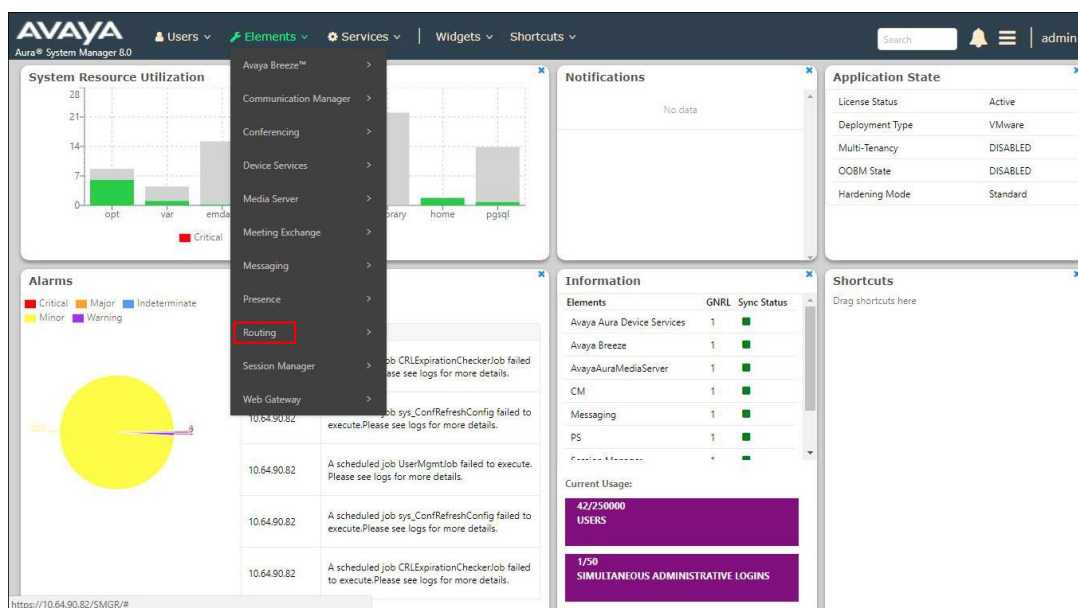 AVAYA
Aura® System Manager 8.0
Users
Elements
Services
Widgets
Shortcuts
Search
admin
System Resource Utilization
28
21
14
7
0
opt
var
emda
brary
home
pgsql
Critical
Avaya Breeze™
Communication Manager
Conferencing
Device Services
Media Server
Meeting Exchange
Messaging
Presence
Routing
Session Manager
Web Gateway
Notifications
No data
Application State
License Status Active
Deployment Type VMware
Multi-Tenancy DISABLED
OOBM State DISABLED
Hardening Mode Standard
Alarms
Critical Major Indeterminate
Minor Warning
ob CRLExpirationCheckerJob failed
ase see logs for more details.
10.64.90.82
ob sys_ConfRefreshConfig failed to
execute.Please see logs for more details.
10.64.90.82
A scheduled job UserMgmtJob failed to execute.
Please see logs for more details.
10.64.90.82
A scheduled job sys_ConfRefreshConfig failed to
execute.Please see logs for more details.
10.64.90.82
A scheduled job CRLExpirationCheckerJob failed
to execute.Please see logs for more details.
Information
Elements GNRL Sync Status
Avaya Aura Device Services 1
Avaya Breeze 1
AvayaAuraMediaServer 1
CM 1
Messaging 1
PS 1
Session Manager 1
Current Usage:
42/250000
USERS
1/50
SIMULTANEOUS ADMINISTRATIVE LOGINS
Shortcuts
Drag shortcuts here
https://10.64.90.82/SMGR/#